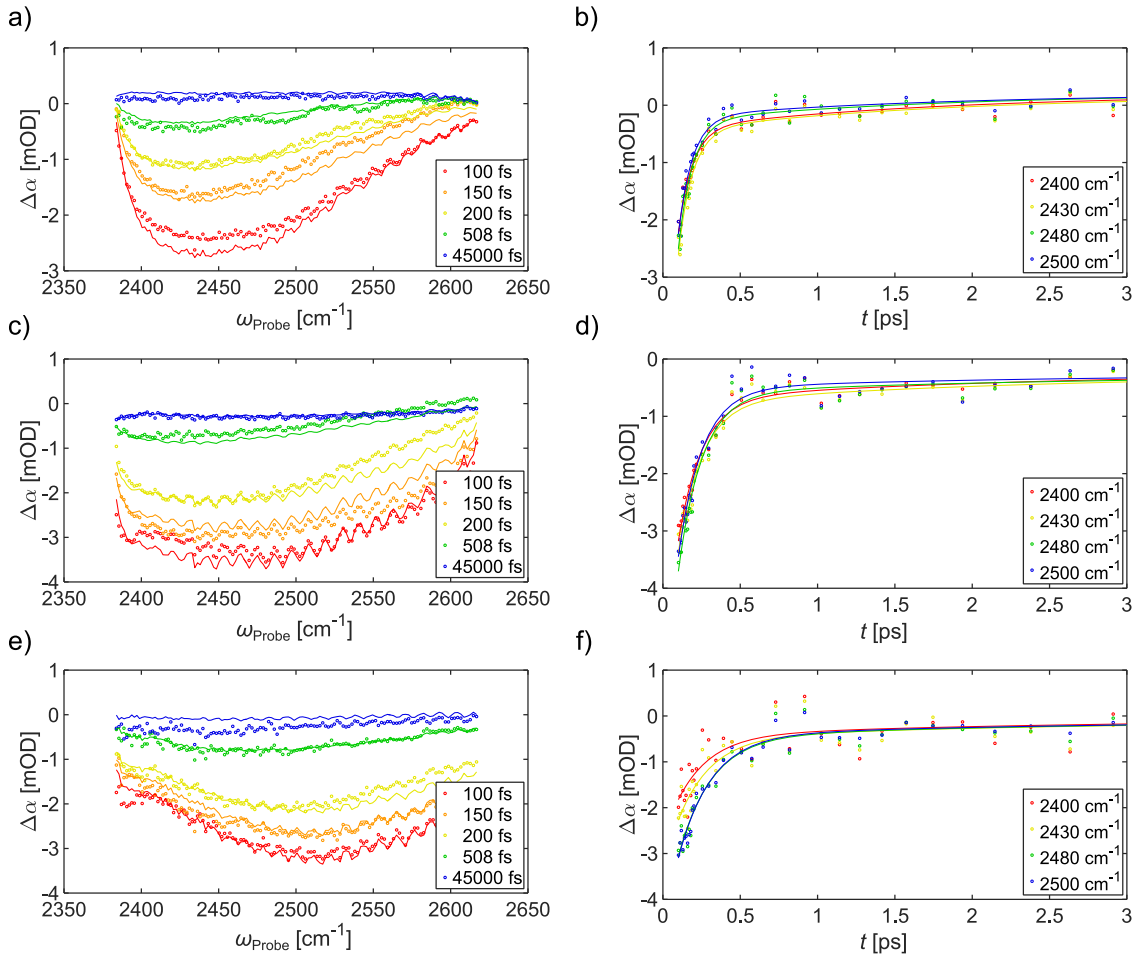 a)
1
0
-1
-2
-3
Δα [mOD]
2350 2400 2450 2500 2550 2600 2650
ωProbe [cm-1]
100 fs
150 fs
200 fs
508 fs
45000 fs
b)
1
0
-1
-2
-3
Δα [mOD]
0 0.5 1 1.5 2 2.5 3
t [ps]
2400 cm-1
2430 cm-1
2480 cm-1
2500 cm-1
c)
1
0
-1
-2
-3
-4
Δα [mOD]
2350 2400 2450 2500 2550 2600 2650
ωProbe [cm-1]
100 fs
150 fs
200 fs
508 fs
45000 fs
d)
0
-1
-2
-3
-4
Δα [mOD]
0 0.5 1 1.5 2 2.5 3
t [ps]
2400 cm-1
2430 cm-1
2480 cm-1
2500 cm-1
e)
1
0
-1
-2
-3
-4
Δα [mOD]
2350 2400 2450 2500 2550 2600 2650
ωProbe [cm-1]
100 fs
150 fs
200 fs
508 fs
45000 fs
f)
1
0
-1
-2
-3
-4
Δα [mOD]
0 0.5 1 1.5 2 2.5 3
t [ps]
2400 cm-1
2430 cm-1
2480 cm-1
2500 cm-1